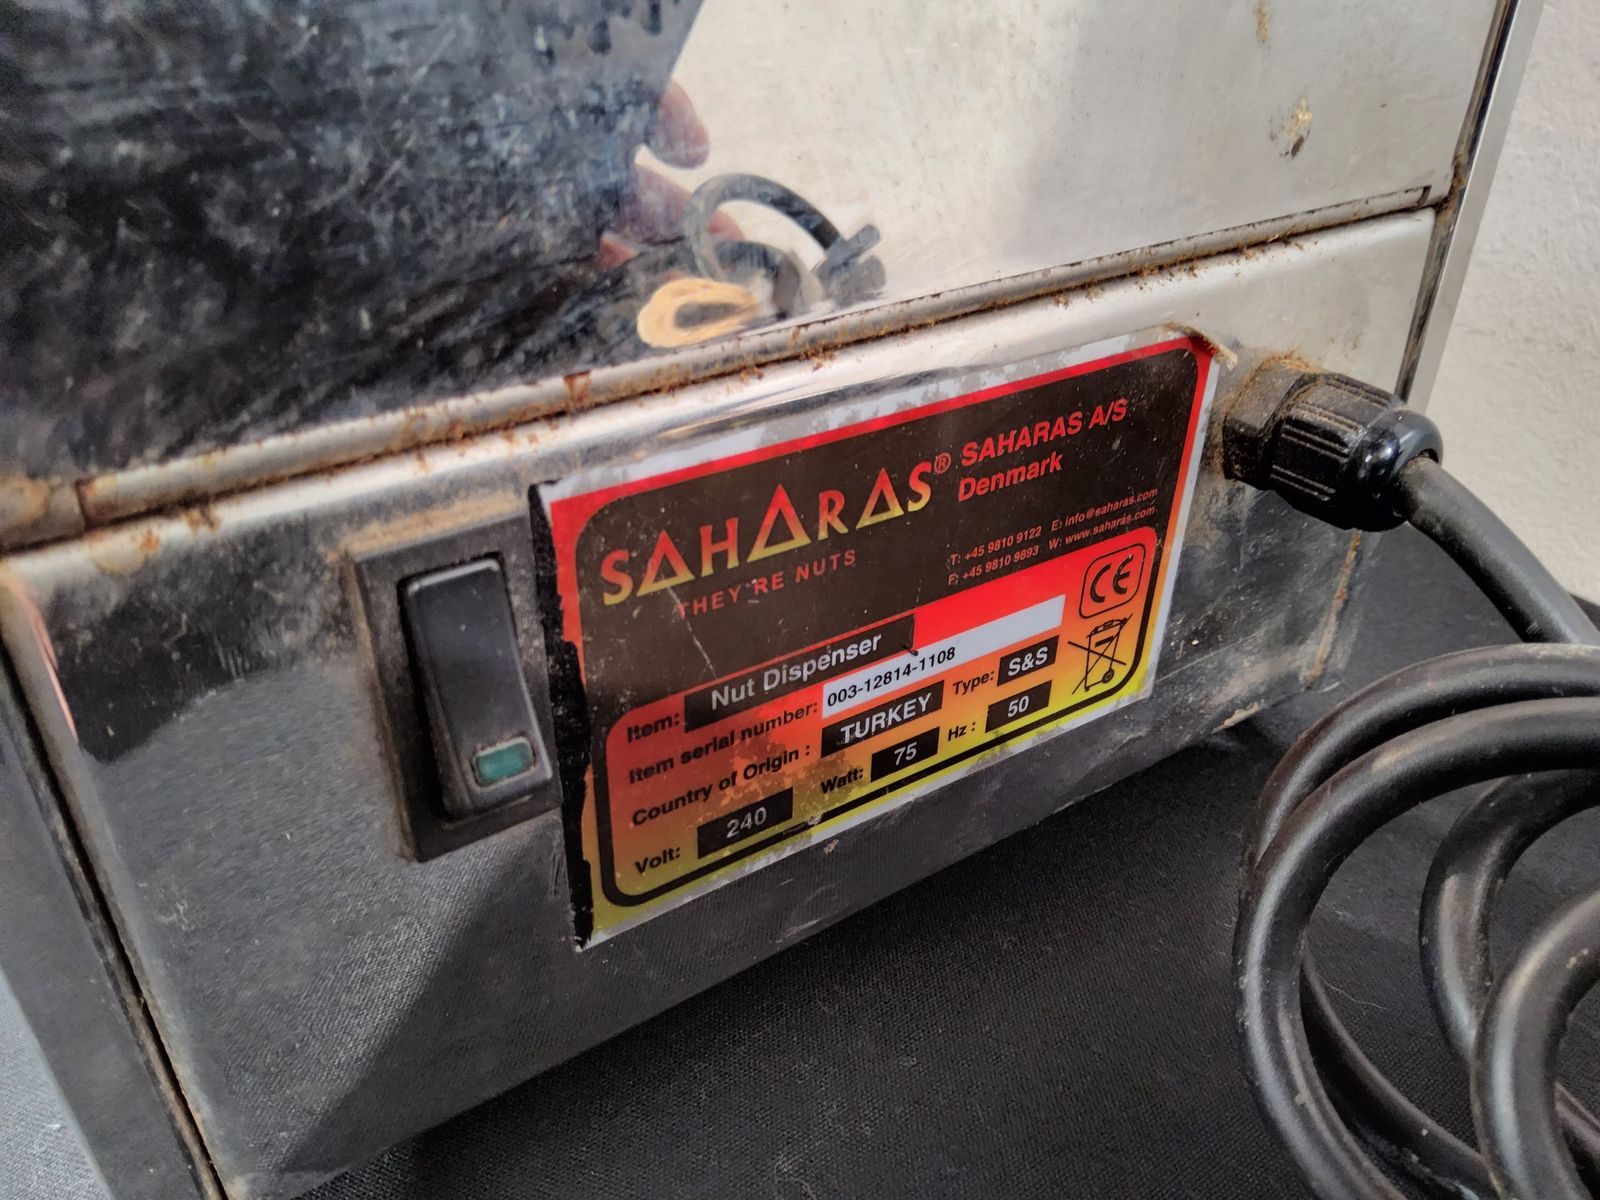 SAHARAS®
THEY'RE NUTS
SAHARAS A/S
Denmark
T: +45 9810 9122 E: info@saharas.com
F: +45 9810 9893 W: www.saharas.com
CE
Item: Nut Dispenser
Item serial number: 003-12814-1108
Country of Origin : TURKEY Type: S&S
Volt: 240 Watt: 75 Hz : 50